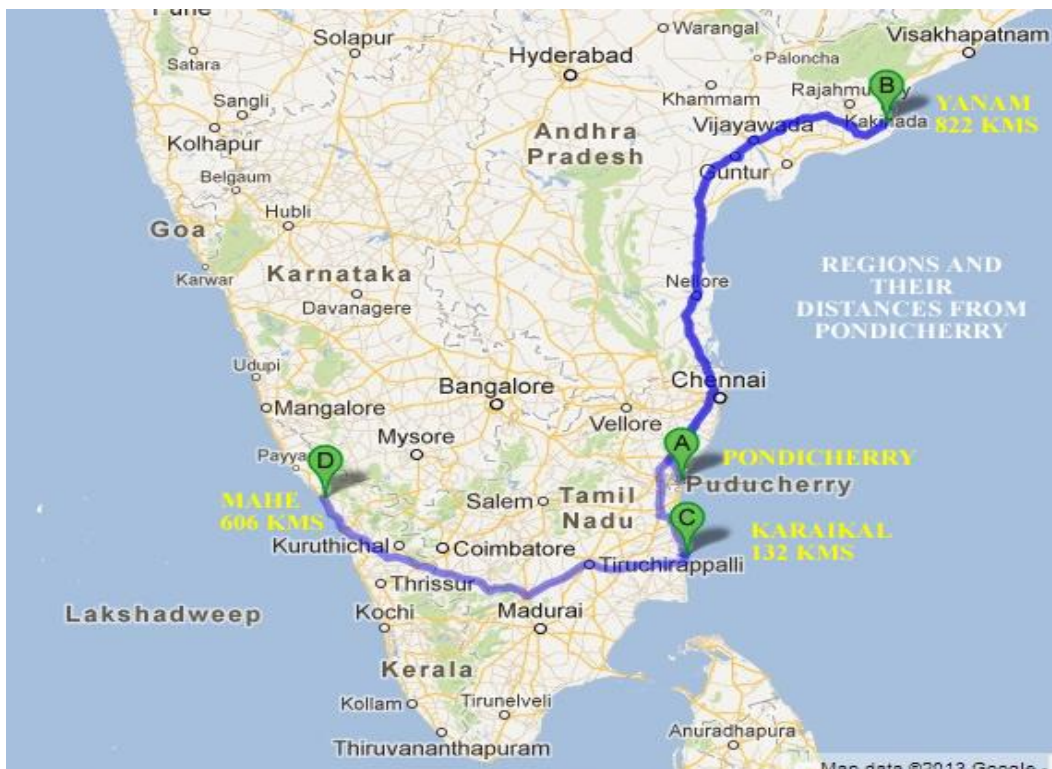 Pune
Solapur
Satara
Hyderabad
Warangal
Visakhapatnam
Paloncha
Khammam
Sangli
Kolhapur
Belgaum
Andhra
Pradesh
Vijayawada
Kakinada
B
YANAM
822 KMS
Guntur
Hubli
Goa
Karwar
Karnataka
Davanagere
Nellore
REGIONS AND
THEIR
DISTANCES FROM
PONDICHERRY
Udupi
Bangalore
Chennai
Mangalore
Vellore
Mysore
A
PONDICHERRY
Puducherry
D
MAHE
606 KMS
Salem
Tamil
Nadu
C
KARAIKAL
132 KMS
Kuruthichal
Coimbatore
Tiruchirappalli
Thrissur
Lakshadweep
Kochi
Madurai
Kerala
Kollam
Tirunelveli
Thiruvananthapuram
Anuradhapura
Map data ©2013 Google -